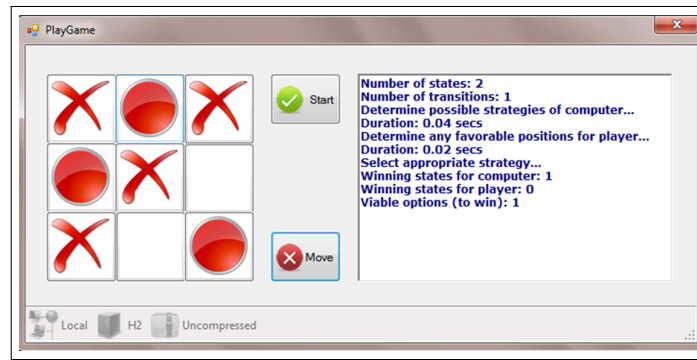 PlayGame
Start
Move
Number of states: 2
Number of transitions: 1
Determine possible strategies of computer...
Duration: 0.04 secs
Determine any favorable positions for player...
Duration: 0.02 secs
Select appropriate strategy...
Winning states for computer: 1
Winning states for player: 0
Viable options (to win): 1
Local H2 Uncompressed